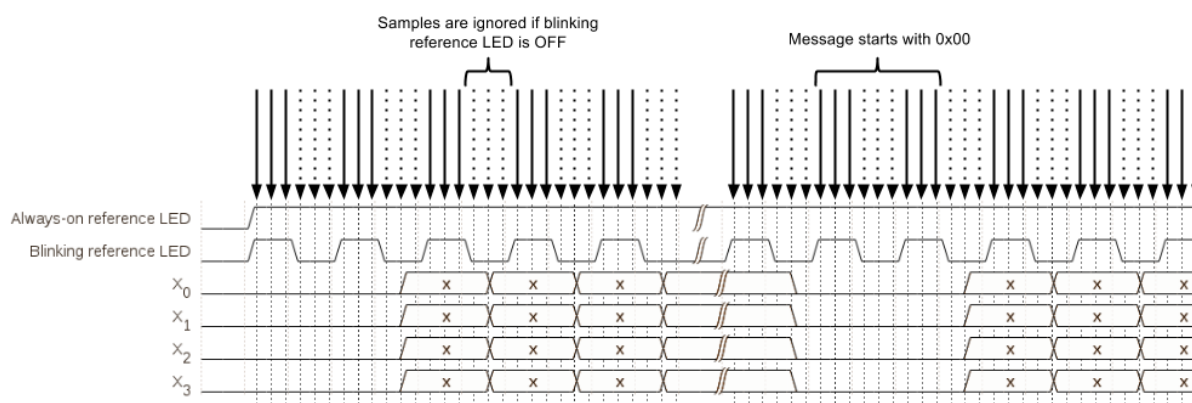 Samples are ignored if blinking
reference LED is OFF
Message starts with 0x00
Always-on reference LED
Blinking reference LED
X0 x x x x x x
X1 x x x x x x
X2 x x x x x x
X3 x x x x x x